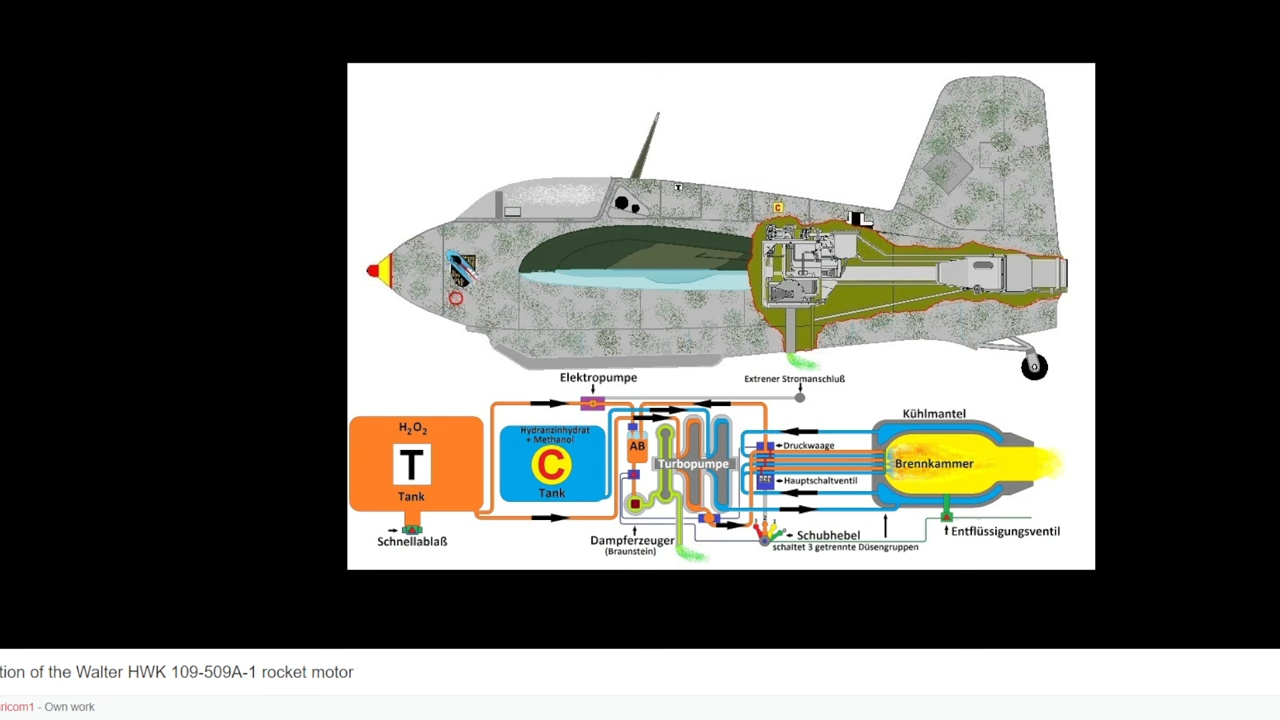 T
C
Elektropumpe
Extrener Stromanschluß
H₂O₂
T
Tank
Hydranzinhydrat
+ Methanol
C
Tank
AB
Turbopumpe
Druckwaage
Hauptschaltventil
Kühlmantel
Brennkammer
Schnellablaß
Dampferzeuger
(Braunstein)
Schubhebel
schaltet 3 getrennte Düsengruppen
Entflüssigungsventil
tion of the Walter HWK 109-509A-1 rocket motor
ricom1 - Own work